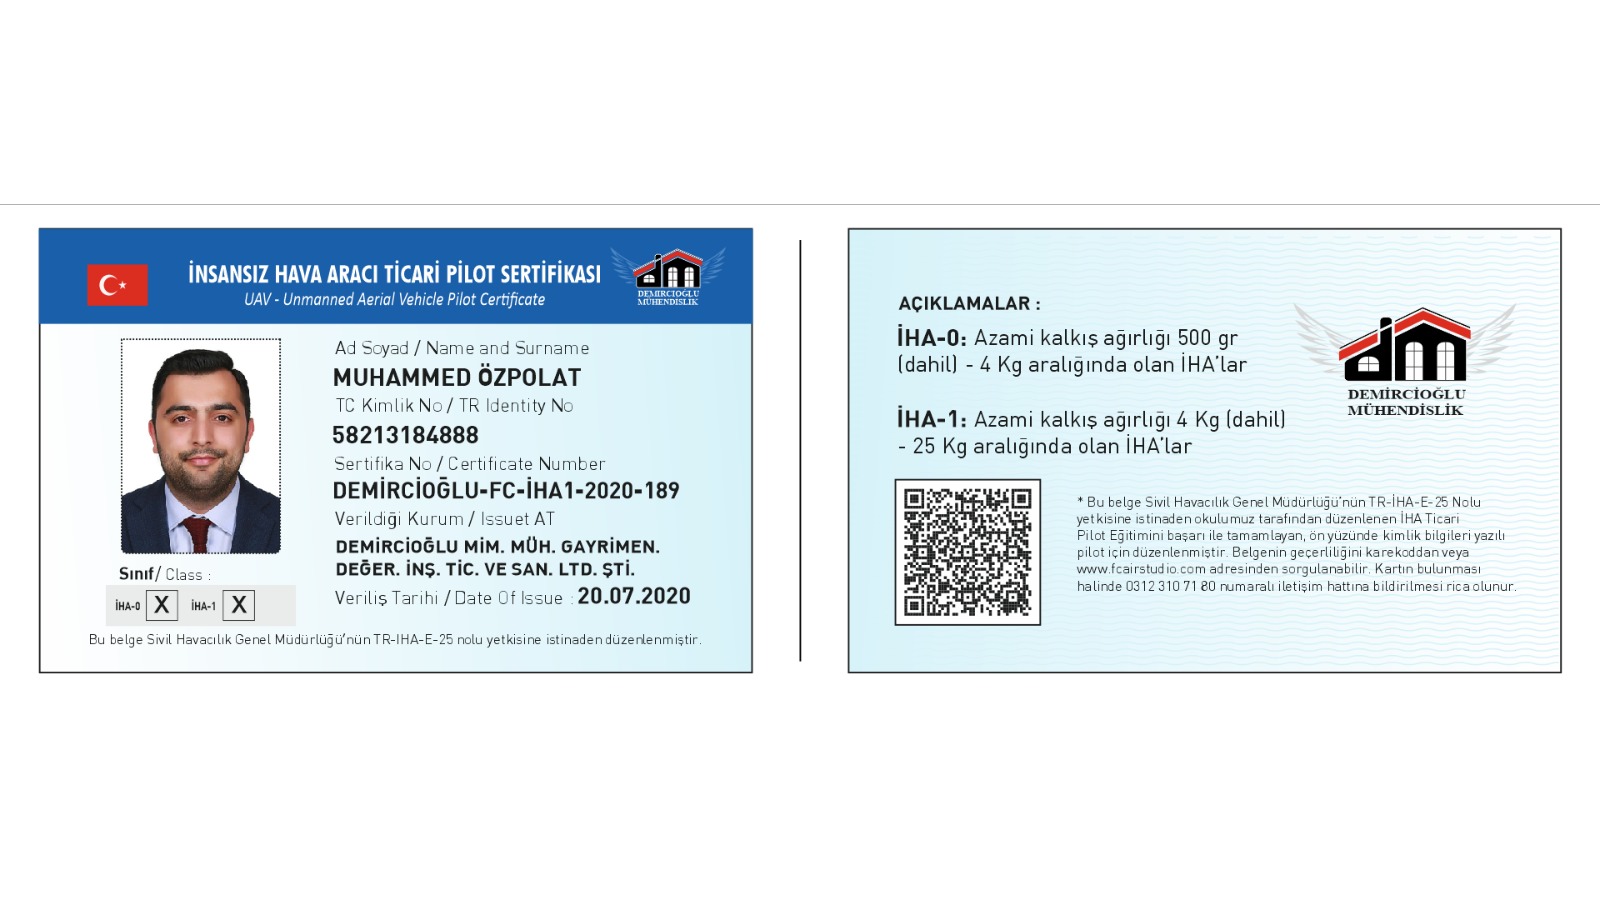 İNSANSIZ HAVA ARACI TİCARİ PİLOT SERTİFİKASI
UAV - Unmanned Aerial Vehicle Pilot Certificate
DEMİRCİOĞLU
MÜHENDİSLİK
Ad Soyad / Name and Surname
MUHAMMED ÖZPOLAT
TC Kimlik No / TR Identity No
58213184888
Sertifika No / Certificate Number
DEMİRCİOĞLU-FC-İHA1-2020-189
Verildiği Kurum / Issuet AT
DEMİRCİOĞLU MİM. MÜH. GAYRİMEN.
DEĞER. İNŞ. TİC. VE SAN. LTD. ŞTİ.
Veriliş Tarihi / Date Of Issue : 20.07.2020
Sınıf/ Class :
İHA-0 X İHA-1 X
Bu belge Sivil Havacılık Genel Müdürlüğü'nün TR-IHA-E-25 nolu yetkisine istinaden düzenlenmiştir.
AÇIKLAMALAR :
İHA-0: Azami kalkış ağırlığı 500 gr
(dahil) - 4 Kg aralığında olan İHA'lar
İHA-1: Azami kalkış ağırlığı 4 Kg (dahil)
- 25 Kg aralığında olan İHA'lar
DEMİRCİOĞLU
MÜHENDİSLİK
* Bu belge Sivil Havacılık Genel Müdürlüğü'nün TR-İHA-E-25 Nolu
yetkisine istinaden okulumuz tarafından düzenlenen İHA Ticari
Pilot Eğitimini başarı ile tamamlayan, ön yüzünde kimlik bilgileri yazılı
pilot için düzenlenmiştir. Belgenin geçerliliğini karekoddan veya
www.fcairstudio.com adresinden sorgulanabilir. Kartın bulunması
halinde 0312 310 71 80 numaralı iletişim hattına bildirilmesi rica olunur.